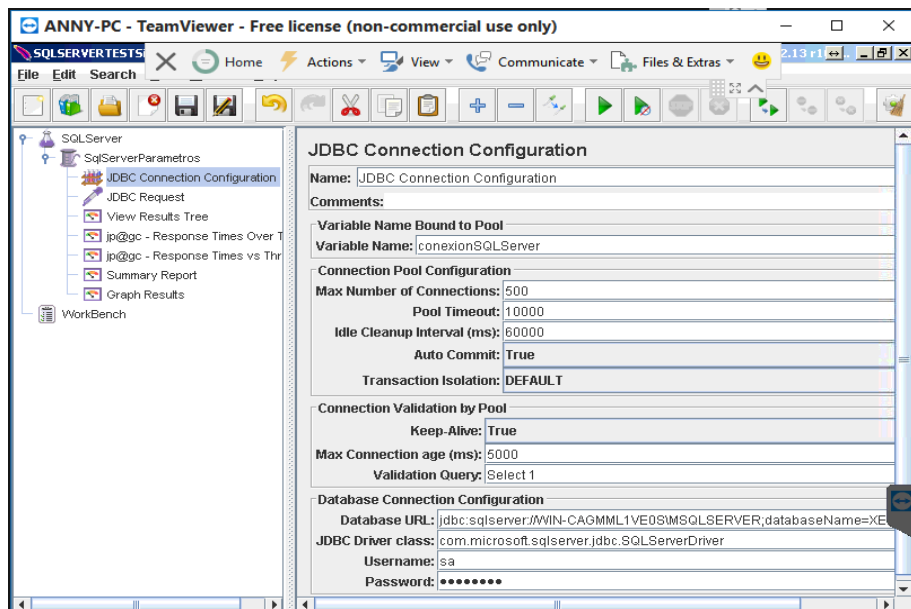 ANNY-PC - TeamViewer - Free license (non-commercial use only)
SQLSERVERTESTS
Home Actions View Communicate Files & Extras
2.13 r1
File Edit Search
SQLServer
SqlServerParametros
JDBC Connection Configuration
JDBC Request
View Results Tree
jp@gc - Response Times Over T
jp@gc - Response Times vs Thr
Summary Report
Graph Results
WorkBench
JDBC Connection Configuration
Name: JDBC Connection Configuration
Comments:
Variable Name Bound to Pool
Variable Name: conexionSQLServer
Connection Pool Configuration
Max Number of Connections: 500
Pool Timeout: 10000
Idle Cleanup Interval (ms): 60000
Auto Commit: True
Transaction Isolation: DEFAULT
Connection Validation by Pool
Keep-Alive: True
Max Connection age (ms): 5000
Validation Query: Select 1
Database Connection Configuration
Database URL: jdbc:sqlserver://WIN-CAGMML1VE0S\MSQLSERVER;databaseName=XE
JDBC Driver class: com.microsoft.sqlserver.jdbc.SQLServerDriver
Username: sa
Password: ●●●●●●●●